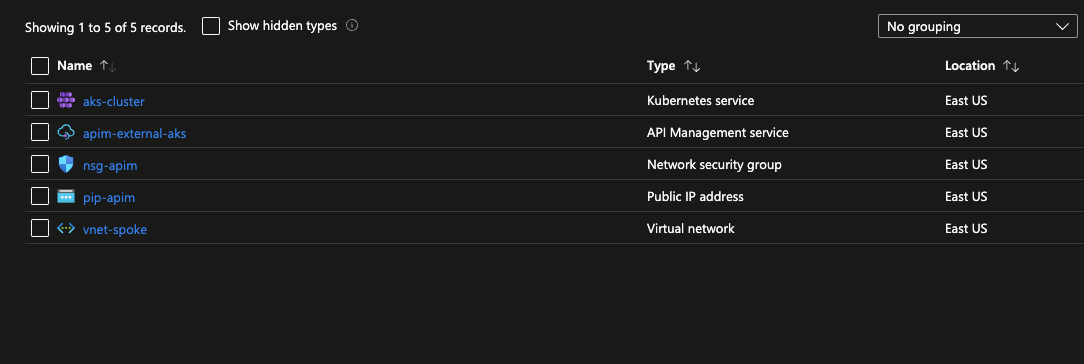 Showing 1 to 5 of 5 records. Show hidden types No grouping
Name Type Location
aks-cluster Kubernetes service East US
apim-external-aks API Management service East US
nsg-apim Network security group East US
pip-apim Public IP address East US
vnet-spoke Virtual network East US